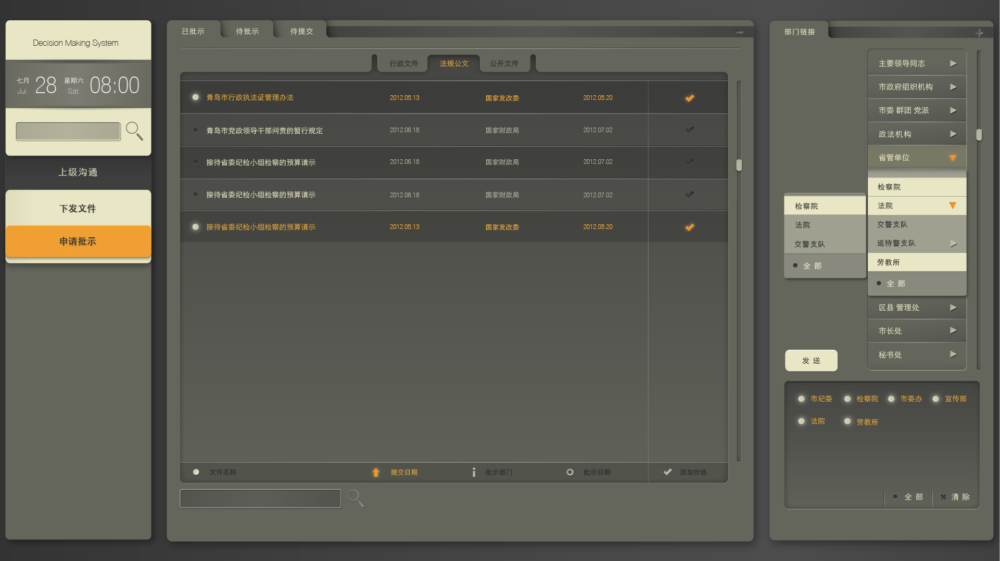 Decision Making System
七月 28 星期六 08:00
Jul. Sat.
上级沟通
下发文件
申请批示
已批示 待批示 待提交
行政文件 法规公文 公开文件
青岛市行政执法证管理办法 2012.05.13 国家发改委 2012.05.20
青岛市党政领导干部问责的暂行规定 2012.06.18 国家财政局 2012.07.02
接待省委纪检小组检察的预算请示 2012.06.18 国家财政局 2012.07.02
接待省委纪检小组检察的预算请示 2012.06.18 国家财政局 2012.07.02
接待省委纪检小组检察的预算请示 2012.05.13 国家发改委 2012.05.20
文件名称 提交日期 批示部门 批示日期 添加抄送
部门链接
主要领导同志
市政府组织机构
市委 群团 党派
政法机构
省管单位
检察院
法院
交警支队
巡特警支队
劳教所
全 部
检察院
法院
交警支队
全 部
区县 管理处
市长处
秘书处
发 送
市纪委 检察院 市委办 宣传部
法院 劳教所
全 部 清 除